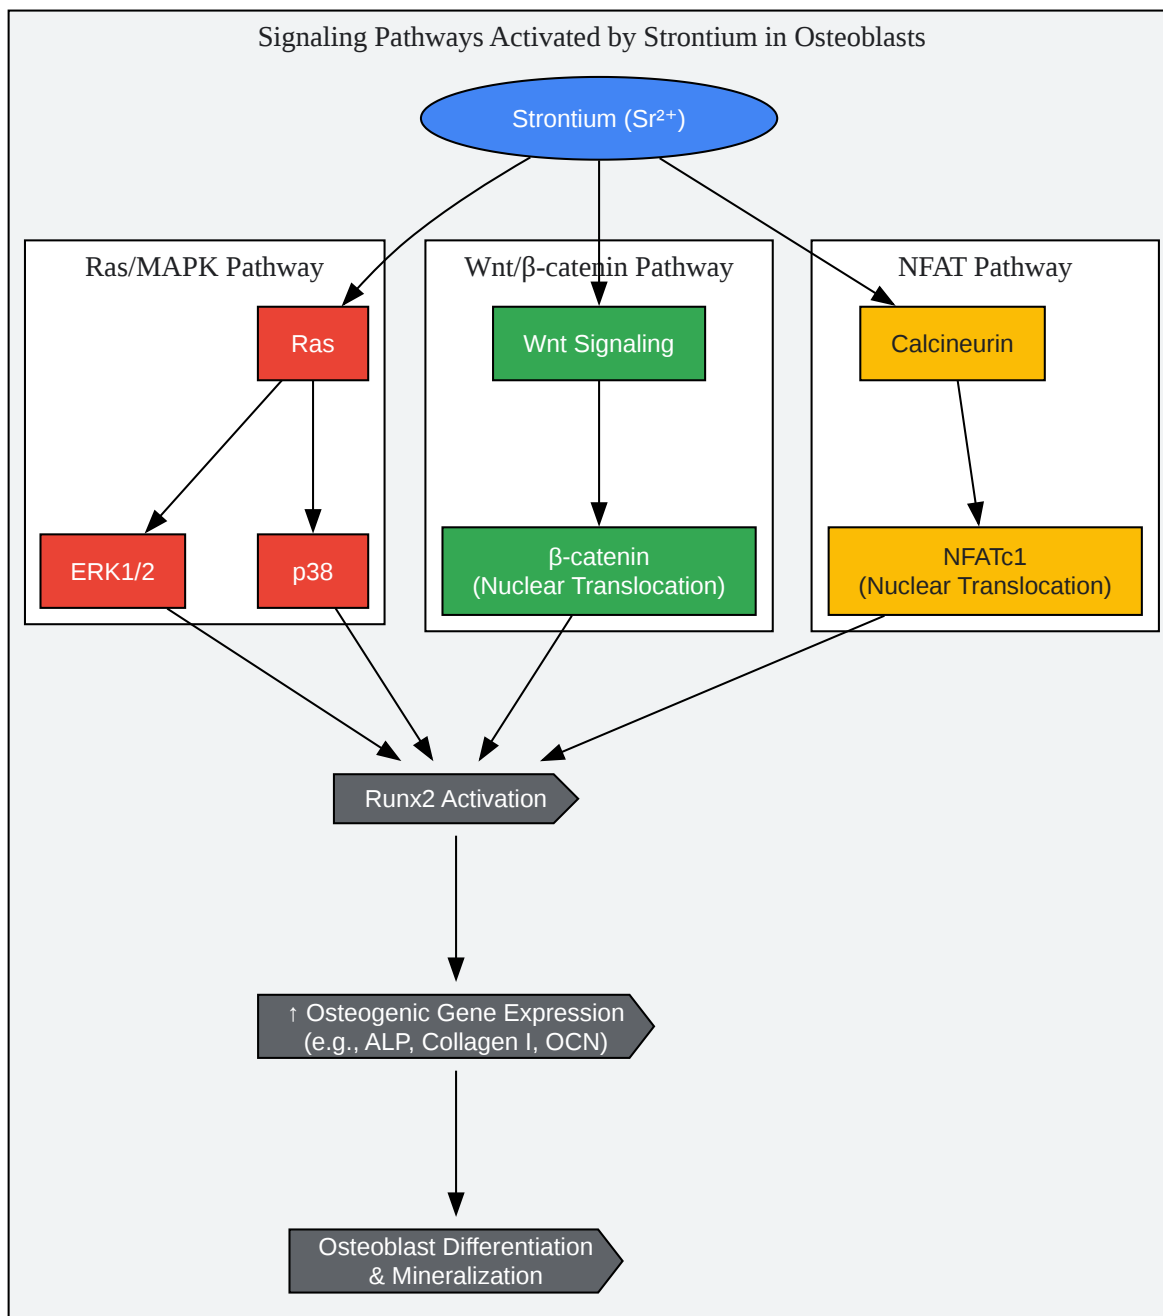 Signaling Pathways Activated by Strontium in Osteoblasts
Strontium (Sr²⁺)
Ras/MAPK Pathway
Wnt/β-catenin Pathway
NFAT Pathway
Ras
Wnt Signaling
Calcineurin
ERK1/2
p38
β-catenin
(Nuclear Translocation)
NFATc1
(Nuclear Translocation)
Runx2 Activation
↑ Osteogenic Gene Expression
(e.g., ALP, Collagen I, OCN)
Osteoblast Differentiation
& Mineralization